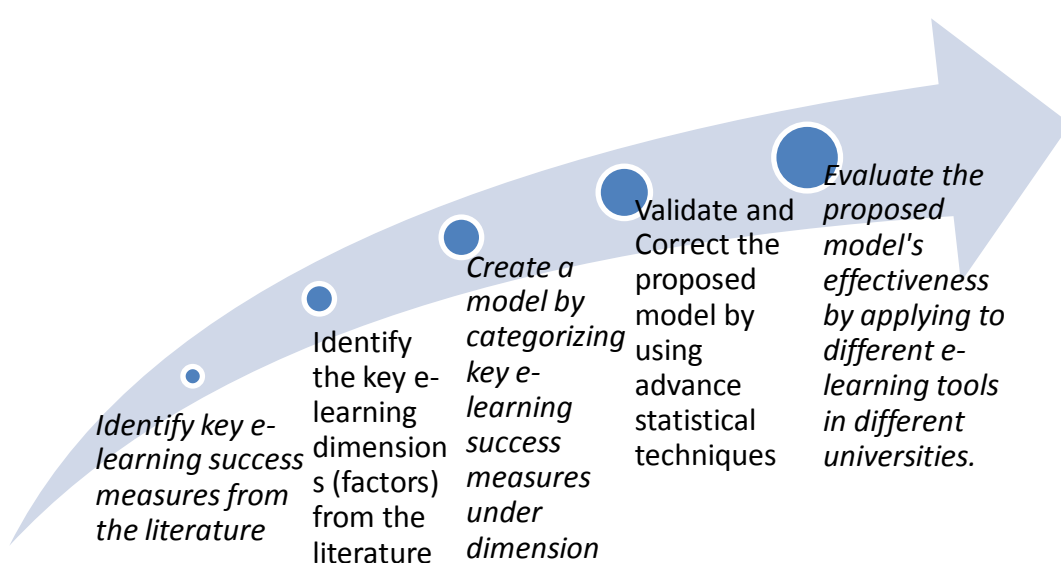 Identify key e-
learning success
measures from
the literature
Identify
the key e-
learning
dimension
s (factors)
from the
literature
Create a
model by
categorizing
key e-
learning
success
measures
under
dimension
Validate and
Correct the
proposed
model by
using
advance
statistical
techniques
Evaluate the
proposed
model's
effectiveness
by applying to
different e-
learning tools
in different
universities.